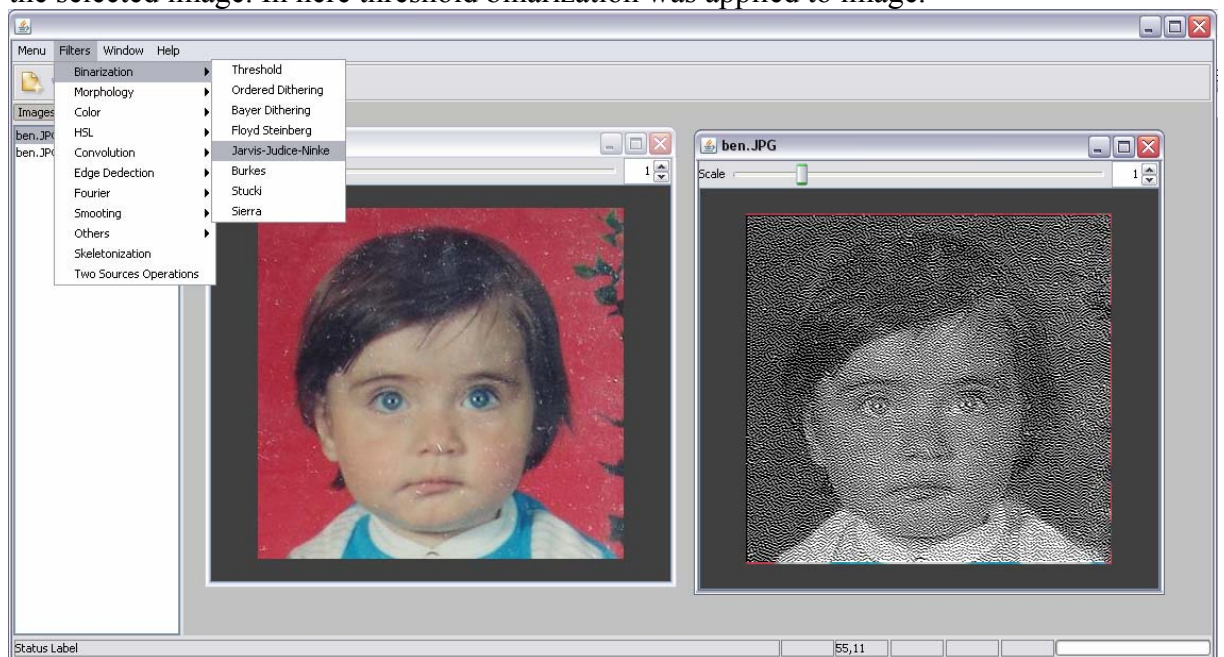 the selected image. In here threshold binarization was applied to image.
Menu Filters Window Help
Binarization
Morphology
Color
HSL
Convolution
Edge Dedection
Fourier
Smooting
Others
Skeletonization
Two Sources Operations
Threshold
Ordered Dithering
Bayer Dithering
Floyd Steinberg
Jarvis-Judice-Ninke
Burkes
Stucki
Sierra
Images
ben.JPG
ben.JPG
1
ben.JPG
Scale 1
Status Label 55,11